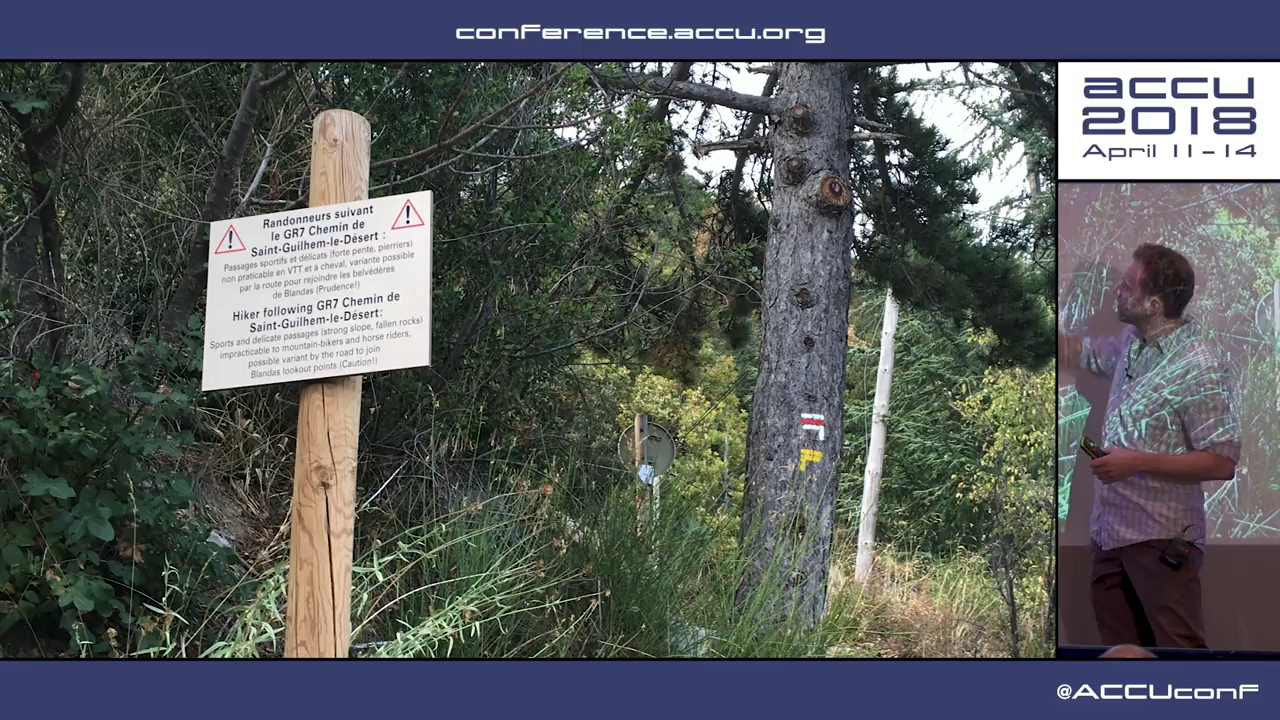 conference.accu.org
accu
2018
April 11-14
Randonneurs suivant
le GR7 Chemin de
Saint-Guilhem-le-Désert :
Passages sportifs et délicats (forte pente, pierriers)
non praticable en VTT et à cheval, variante possible
par la route pour rejoindre les belvédères
de Blandas (Prudence!)
Hiker following GR7 Chemin de
Saint-Guilhem-le-Désert:
Sports and delicate passages (strong slope, fallen rocks)
impracticable to mountain-bikers and horse riders,
possible variant by the road to join
Blandas lookout points (Caution!)
@ACCUconf